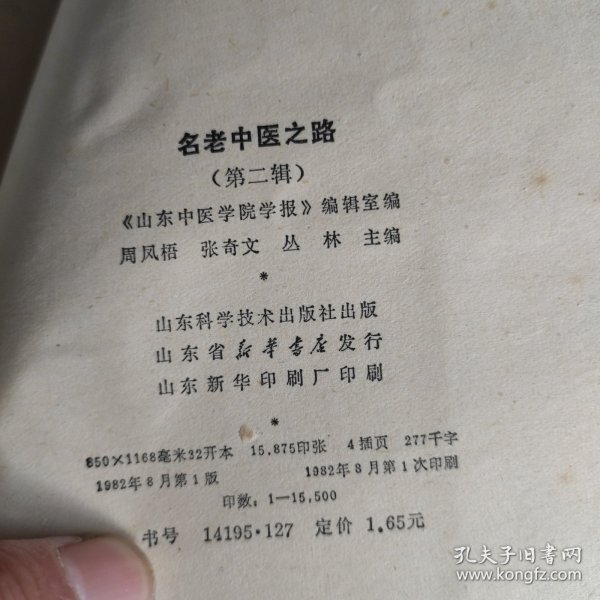 名老中医之路
（第二辑）
《山东中医学院学报》编辑室编
周凤梧 张奇文 丛林 主编
*
山东科学技术出版社出版
山东省新华书店发行
山东新华印刷厂印刷
*
850×1168毫米32开本 15.875印张 4插页 277千字
1982年8月第1版 1982年8月第1次印刷
印数：1—15,500
书号 14195·127 定价 1.65元
孔夫子旧书网
www.kongfz.com